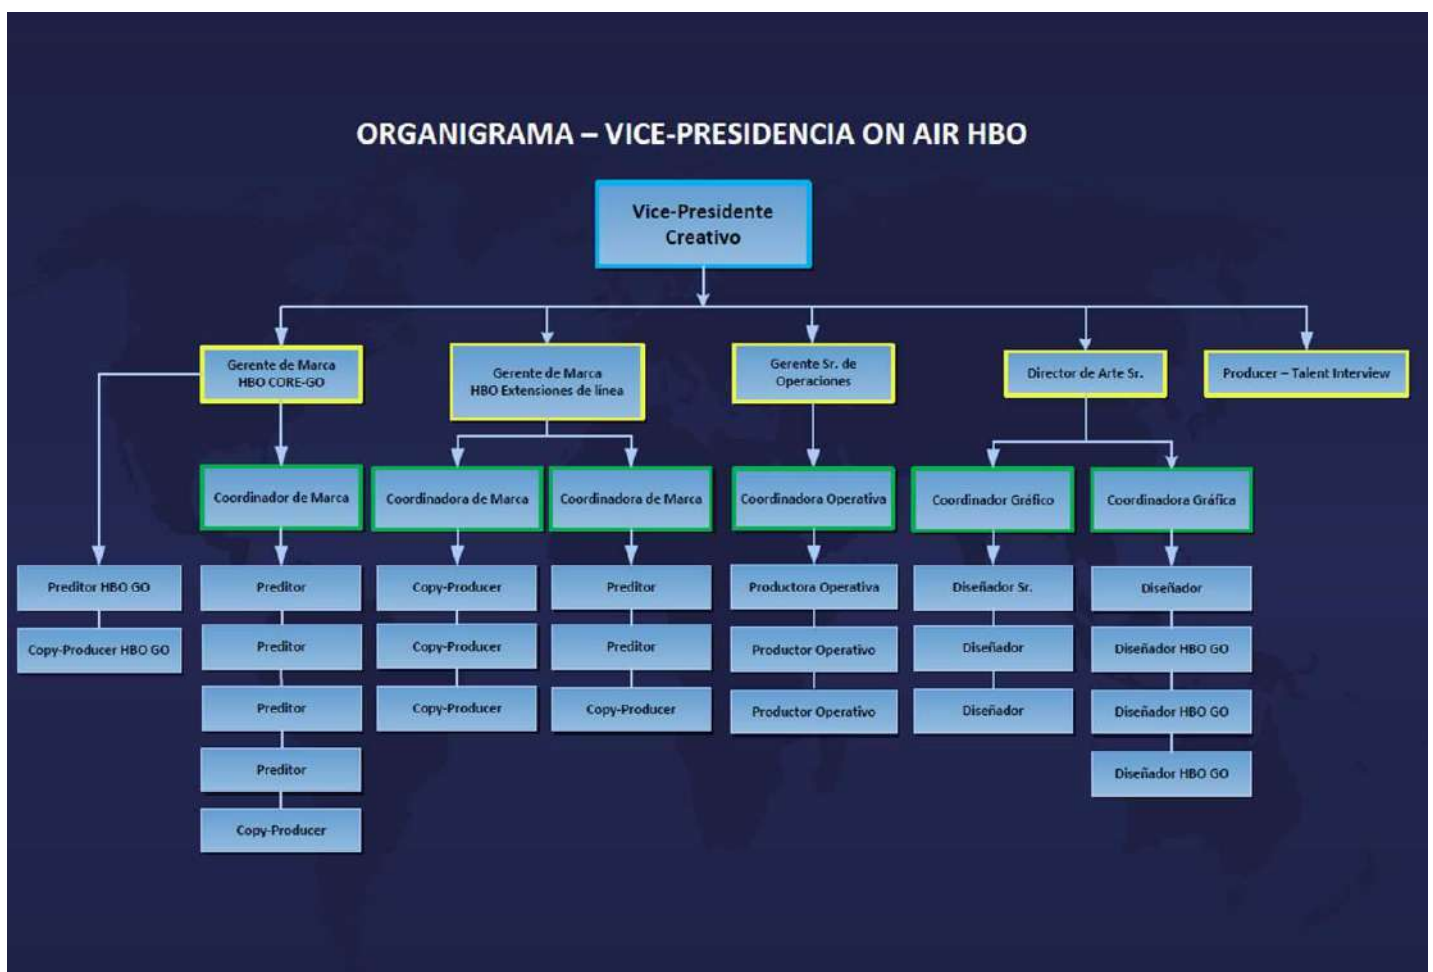 ORGANIGRAMA – VICE-PRESIDENCIA ON AIR HBO
Vice-Presidente
Creativo
Gerente de Marca
HBO CORE-GO
Gerente de Marca
HBO Extensiones de línea
Gerente Sr. de
Operaciones
Director de Arte Sr.
Producer – Talent Interview
Coordinador de Marca
Coordinadora de Marca
Coordinadora de Marca
Coordinadora Operativa
Coordinador Gráfico
Coordinadora Gráfica
Preditor HBO GO
Preditor
Copy-Producer
Preditor
Productora Operativa
Diseñador Sr.
Diseñador
Copy-Producer HBO GO
Preditor
Copy-Producer
Preditor
Productor Operativo
Diseñador
Diseñador HBO GO
Preditor
Copy-Producer
Copy-Producer
Productor Operativo
Diseñador
Diseñador HBO GO
Preditor
Diseñador HBO GO
Copy-Producer